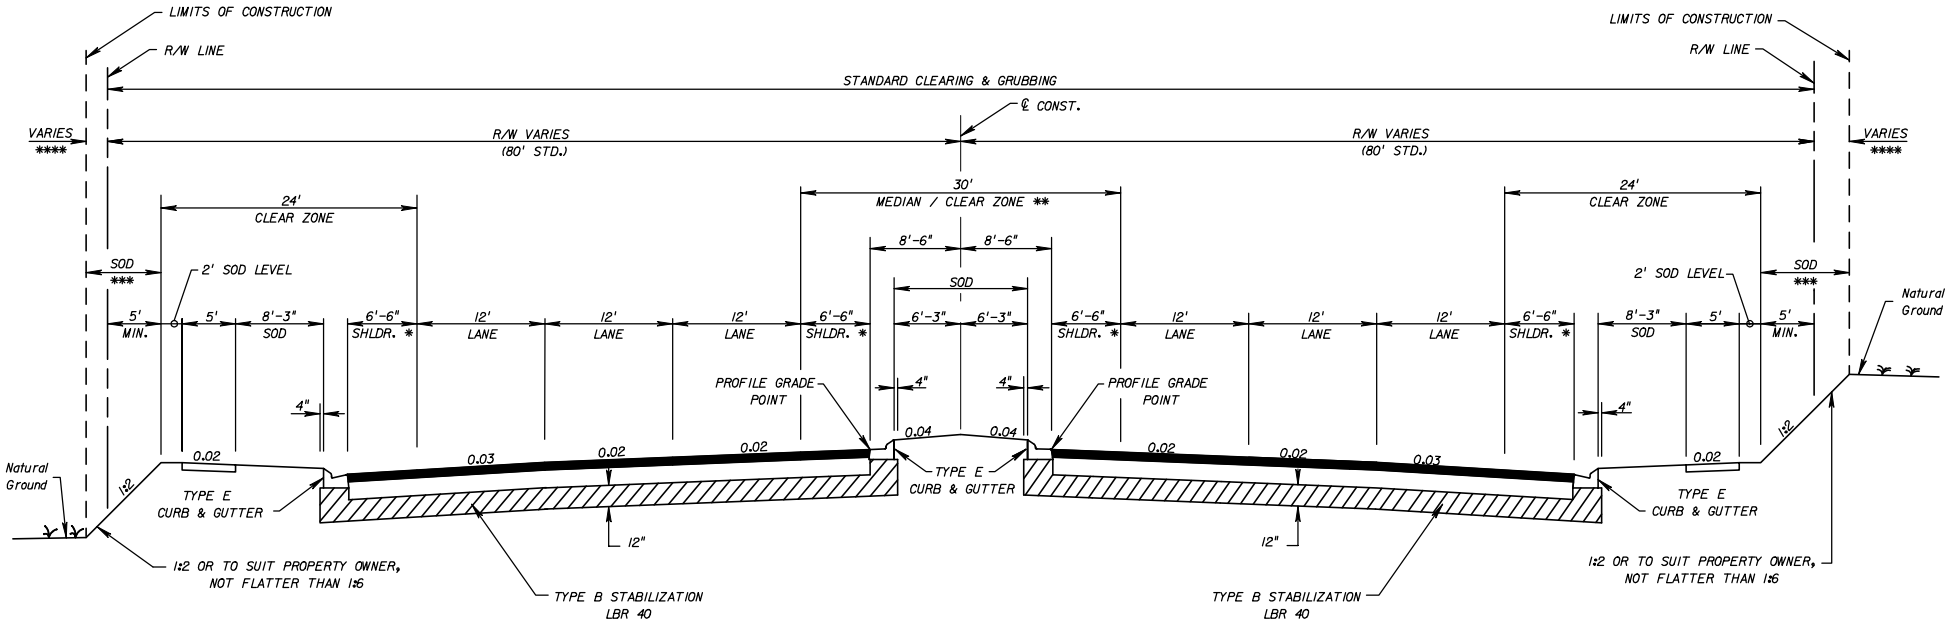 LIMITS OF CONSTRUCTION
LIMITS OF CONSTRUCTION
R/W LINE
R/W LINE
STANDARD CLEARING & GRUBBING
℄ CONST.
VARIES
****
R/W VARIES
(80' STD.)
R/W VARIES
(80' STD.)
VARIES
****
24'
CLEAR ZONE
30'
MEDIAN / CLEAR ZONE **
24'
CLEAR ZONE
8'-6"
8'-6"
SOD
***
2' SOD LEVEL
SOD
2' SOD LEVEL
SOD
***
Natural
Ground
5'
MIN.
5'
8'-3"
SOD
6'-6"
SHLDR. *
12'
LANE
12'
LANE
12'
LANE
6'-6"
SHLDR. *
6'-3"
6'-3"
6'-6"
SHLDR. *
12'
LANE
12'
LANE
12'
LANE
6'-6"
SHLDR. *
8'-3"
SOD
5'
5'
MIN.
PROFILE GRADE
POINT
4"
4"
PROFILE GRADE
POINT
4"
4"
0.02
0.03
0.02
0.02
0.04
0.04
0.02
0.02
0.03
0.02
1:2
1:2
Natural
Ground
TYPE E
CURB & GUTTER
TYPE E
CURB & GUTTER
TYPE E
CURB & GUTTER
12"
12"
1:2 OR TO SUIT PROPERTY OWNER,
NOT FLATTER THAN 1:6
1:2 OR TO SUIT PROPERTY OWNER,
NOT FLATTER THAN 1:6
TYPE B STABILIZATION
LBR 40
TYPE B STABILIZATION
LBR 40